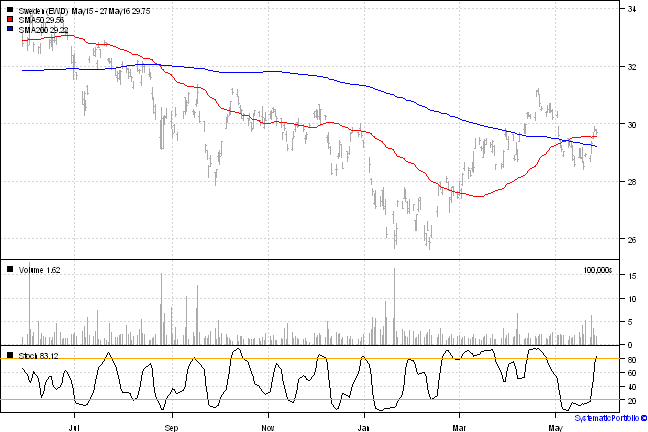 Sweden (EWD) May15 - 27May16 29.75
SMA50 29.56
SMA200 29.22
34
32
30
28
26
Volume 1.62
100,000s
15
10
5
0
Stoch 83.12
80
60
40
20
Jul Sep Nov Jan Mar May
SystematicPortfolio ©